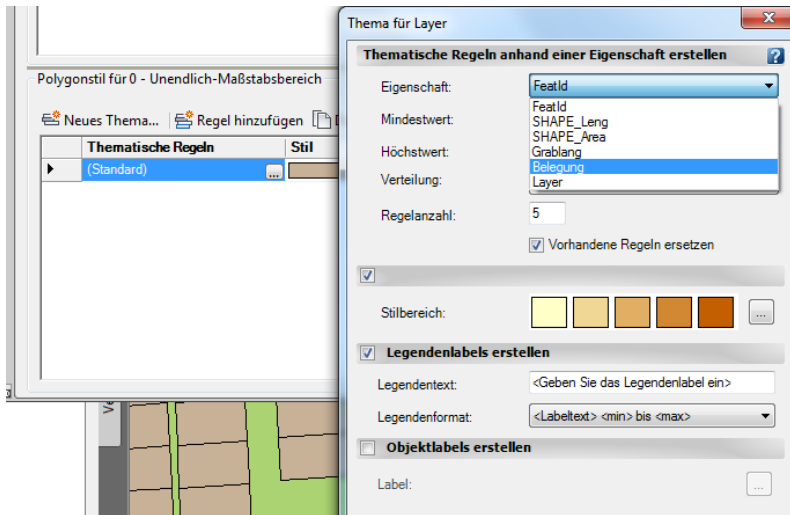 Polygonstil für 0 - Unendlich-Maßstabsbereich
Neues Thema... Regel hinzufügen
Thematische Regeln Stil
(Standard) ...
Thema für Layer
Thematische Regeln anhand einer Eigenschaft erstellen ?
Eigenschaft: FeatId
FeatId
SHAPE_Leng
SHAPE_Area
Grablang
Belegung
Layer
Mindestwert:
Höchstwert:
Verteilung:
Regelanzahl: 5
Vorhandene Regeln ersetzen
Stilbereich: ...
Legendenlabels erstellen
Legendentext: <Geben Sie das Legendenlabel ein>
Legendenformat: <Labeltext> <min> bis <max>
Objektlabels erstellen
Label: ...